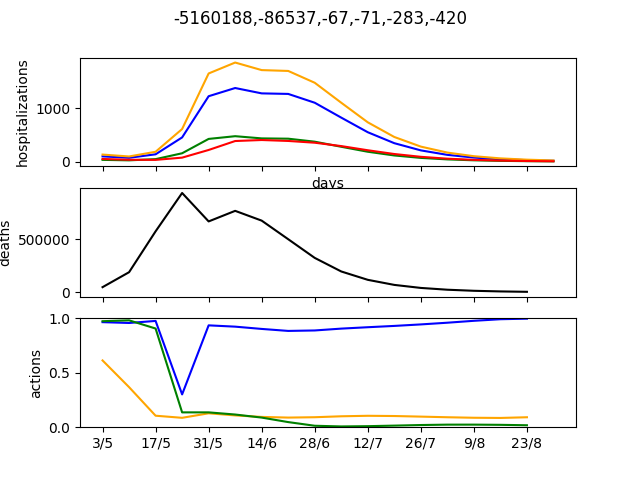 -5160188,-86537,-67,-71,-283,-420
hospitalizations
1000
0
days
deaths
500000
0
actions
1.0
0.5
0.0
3/5 17/5 31/5 14/6 28/6 12/7 26/7 9/8 23/8